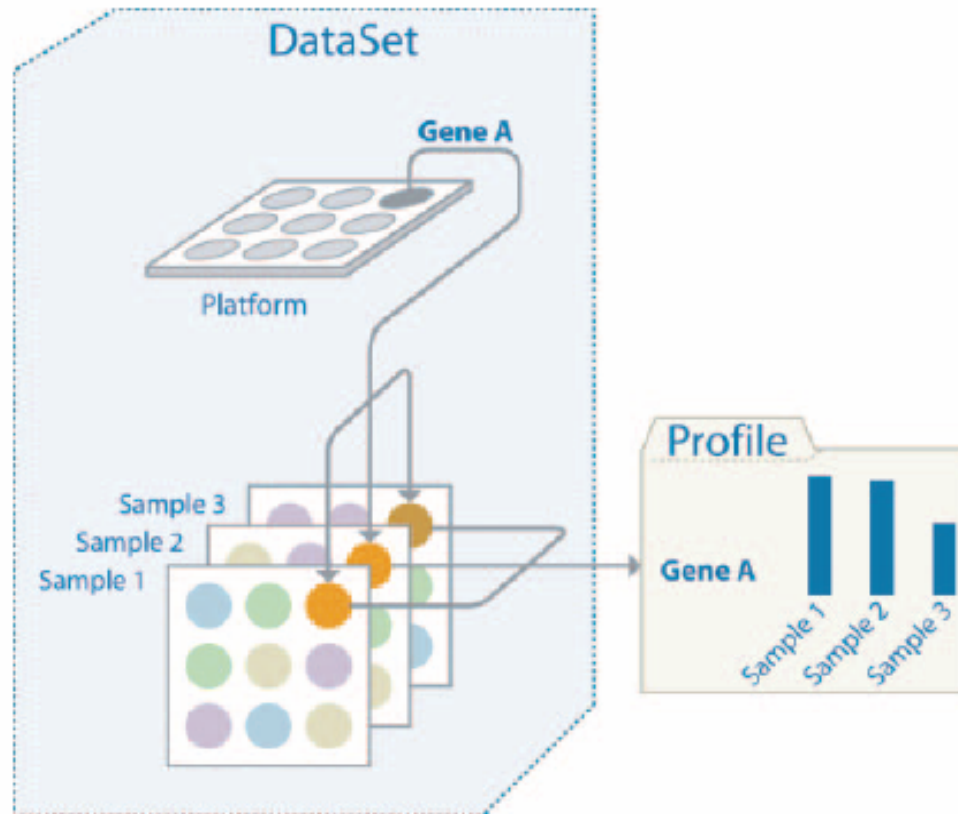 DataSet
Gene A
Platform
Sample 3
Sample 2
Sample 1
Profile
Gene A
Sample 1
Sample 2
Sample 3